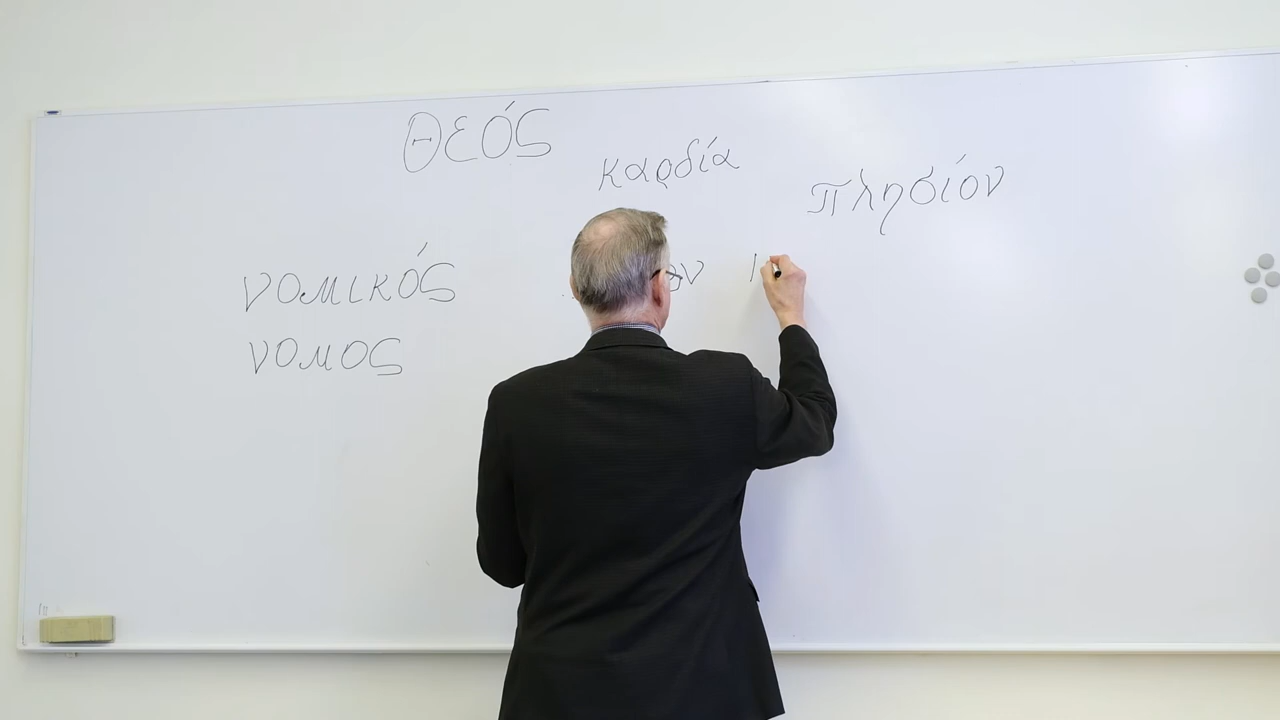 θεός
καρδία
πλησίον
νομικός
νομος